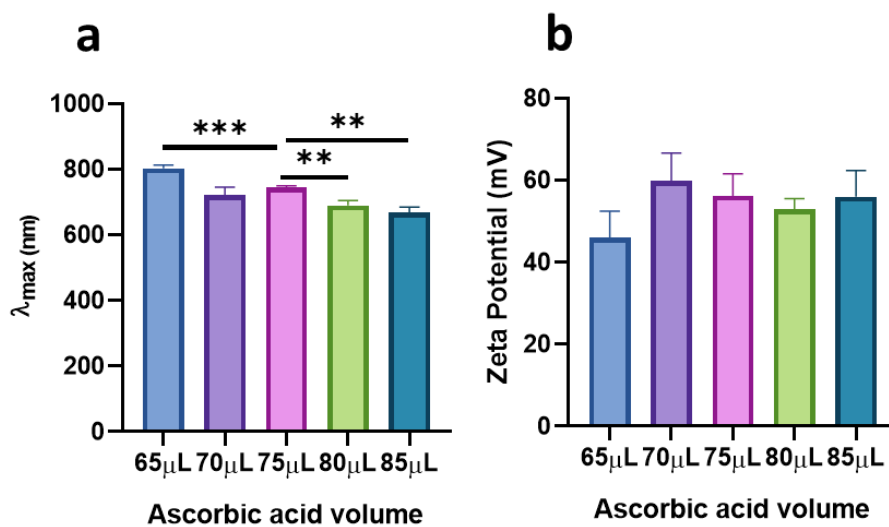 a
λmax (nm)
1000
800
600
400
200
0
***
**
**
65μL 70μL 75μL 80μL 85μL
Ascorbic acid volume
b
Zeta Potential (mV)
80
60
40
20
0
65μL 70μL 75μL 80μL 85μL
Ascorbic acid volume